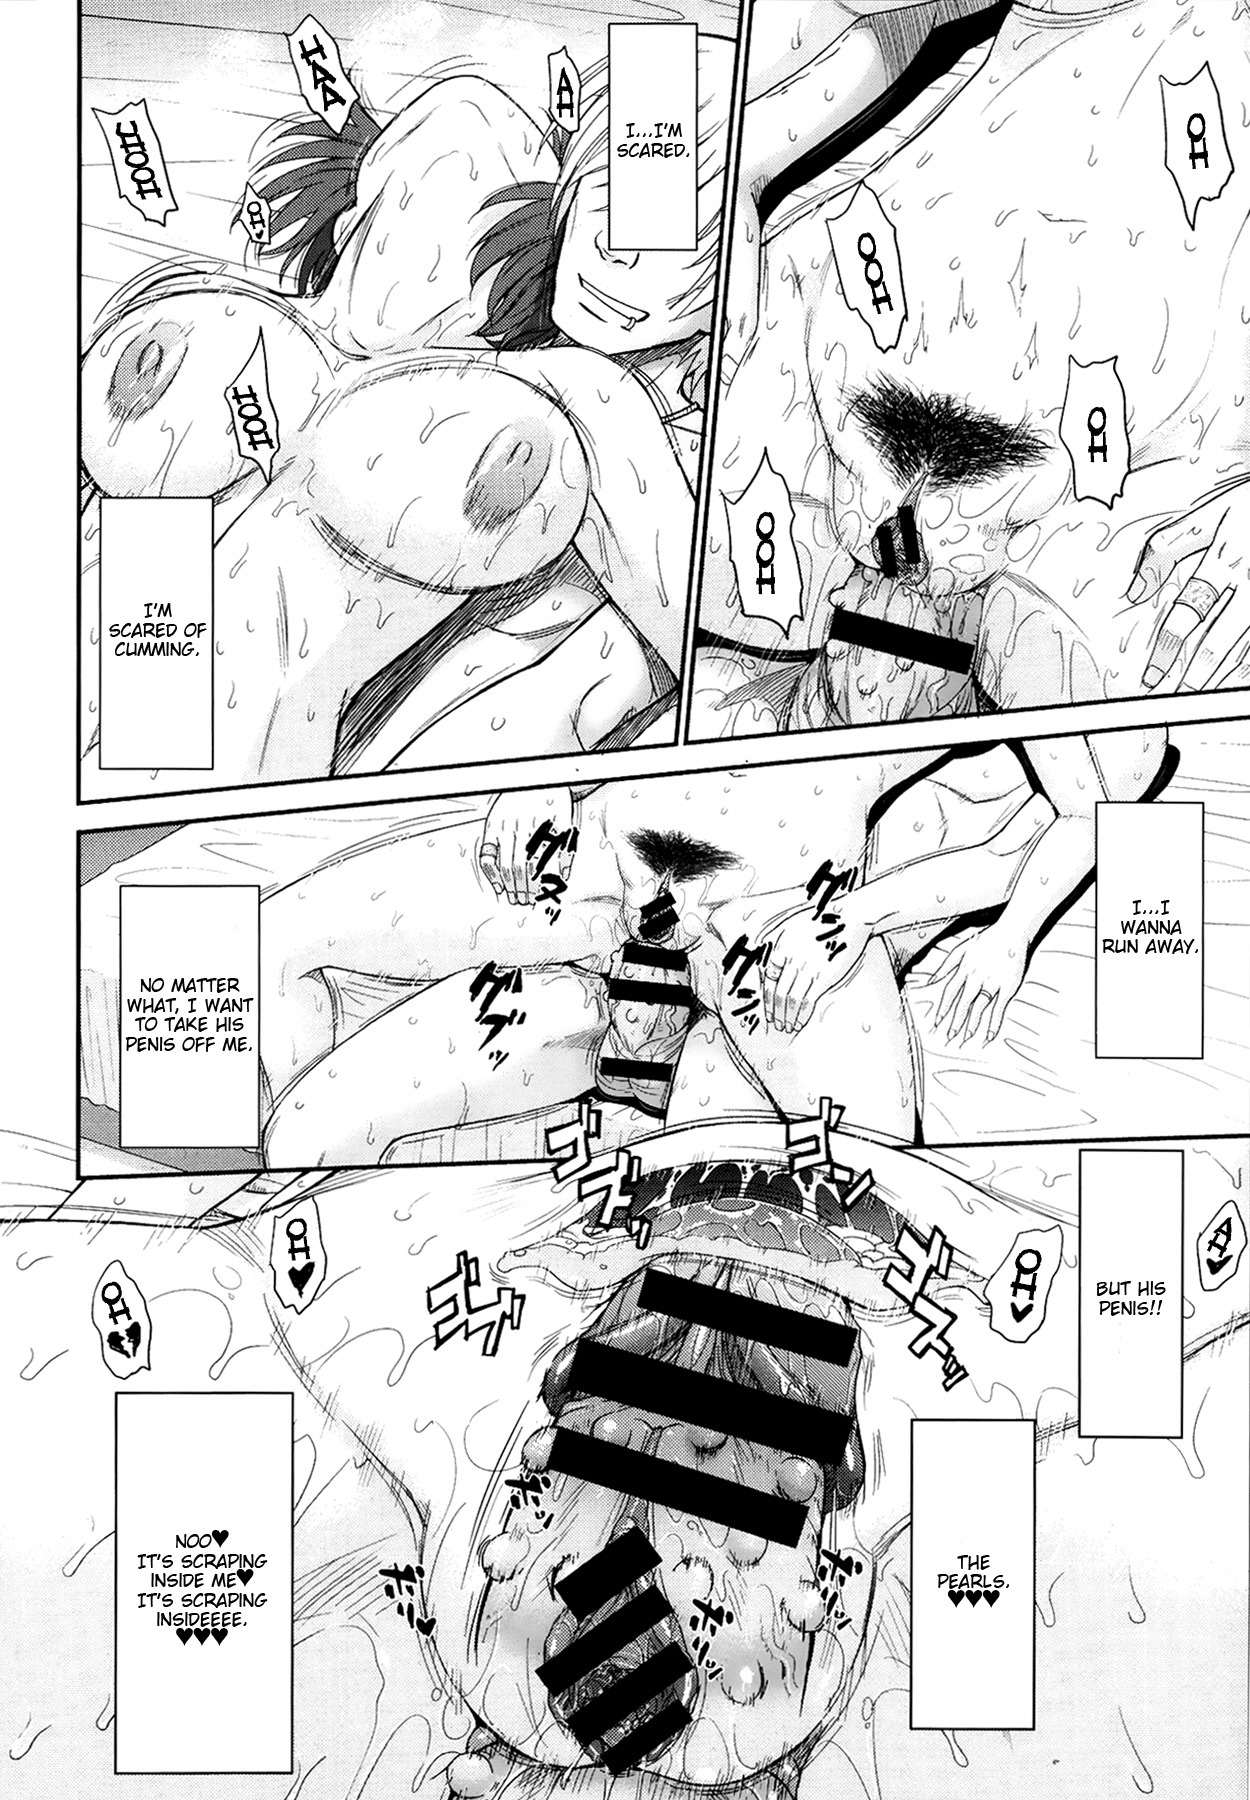 OH
OOH
OH
OOH
I...I'M
SCARED.
AH
HAA
HOOH
OH♥
HOOH
I'M
SCARED OF
CUMMING.
I...I
WANNA
RUN AWAY.
NO MATTER
WHAT, I WANT
TO TAKE HIS
PENIS OFF ME.
AH♥
BUT HIS
PENIS!!
OH♥
OH♥
OH
THE
PEARLS.
♥♥♥
NOO♥
IT'S SCRAPING
INSIDE ME♥
IT'S SCRAPING
INSIDEEEE.
♥♥♥